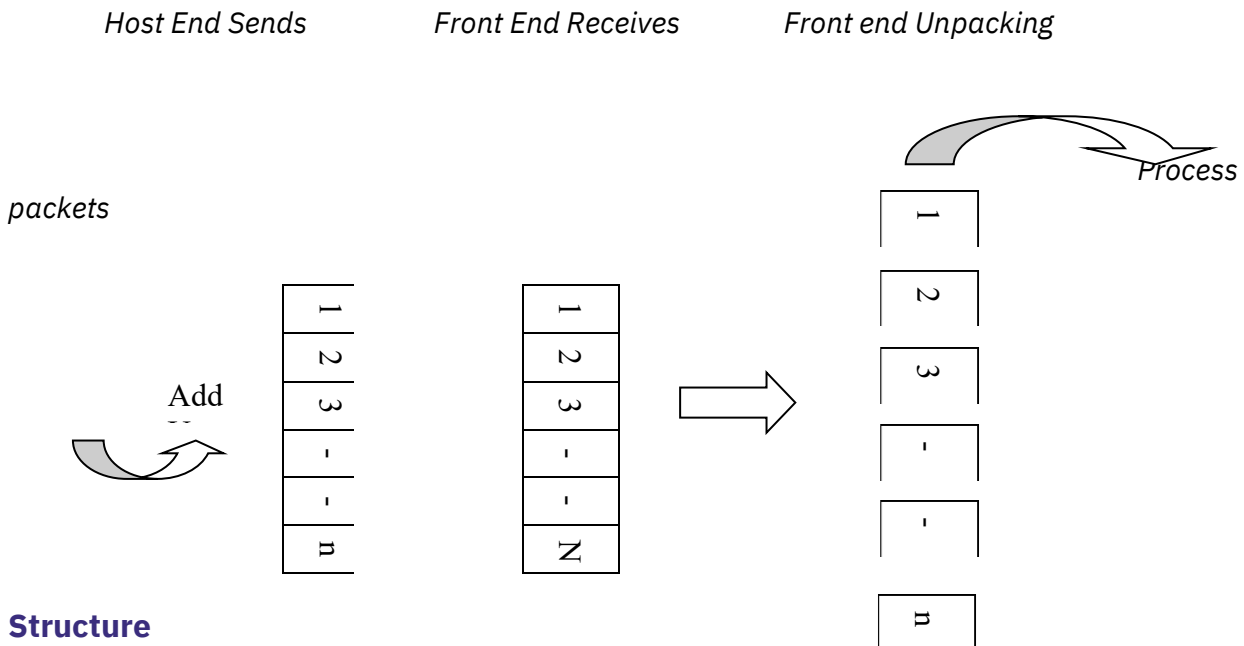 Host End Sends Front End Receives Front end Unpacking
Process
packets
Add
1
2
3
-
-
n
1
2
3
-
-
N
1
2
3
-
-
n
Structure